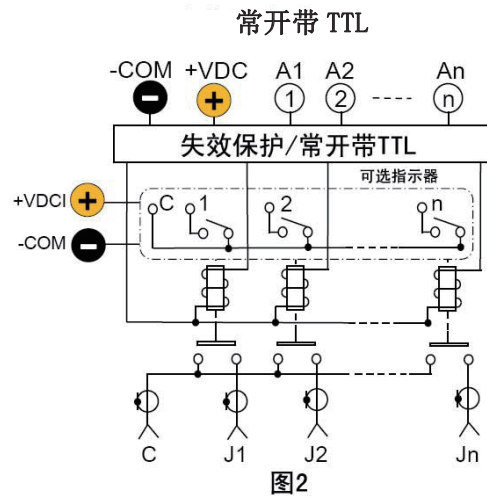 常开带 TTL
-COM +VDC A1 A2 An
1 2 n
失效保护/常开带TTL
可选指示器
+VDCI
C 1 2 n
-COM
C J1 J2 Jn
图2